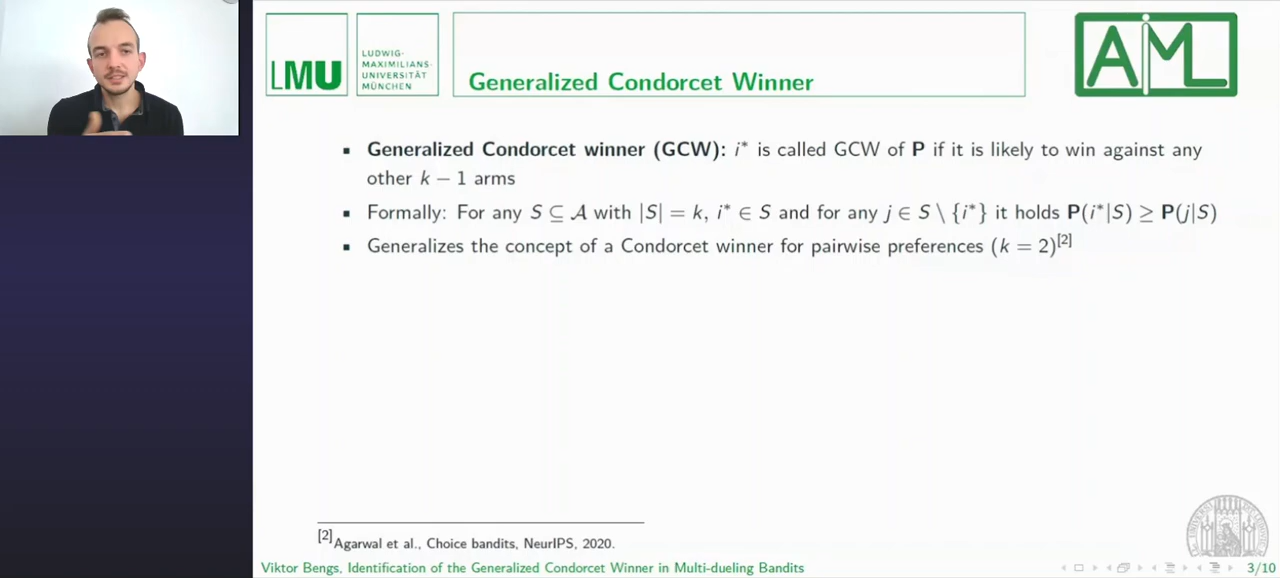 LMU
LUDWIG-
MAXIMILIANS-
UNIVERSITÄT
MÜNCHEN
Generalized Condorcet Winner
AiML
▪ Generalized Condorcet winner (GCW): i* is called GCW of P if it is likely to win against any
other k − 1 arms
▪ Formally: For any S ⊆ 𝒜 with |S| = k, i* ∈ S and for any j ∈ S \ {i*} it holds P(i*|S) ≥ P(j|S)
▪ Generalizes the concept of a Condorcet winner for pairwise preferences (k = 2)[2]
[2]Agarwal et al., Choice bandits, NeurIPS, 2020.
Viktor Bengs, Identification of the Generalized Condorcet Winner in Multi-dueling Bandits
3/10